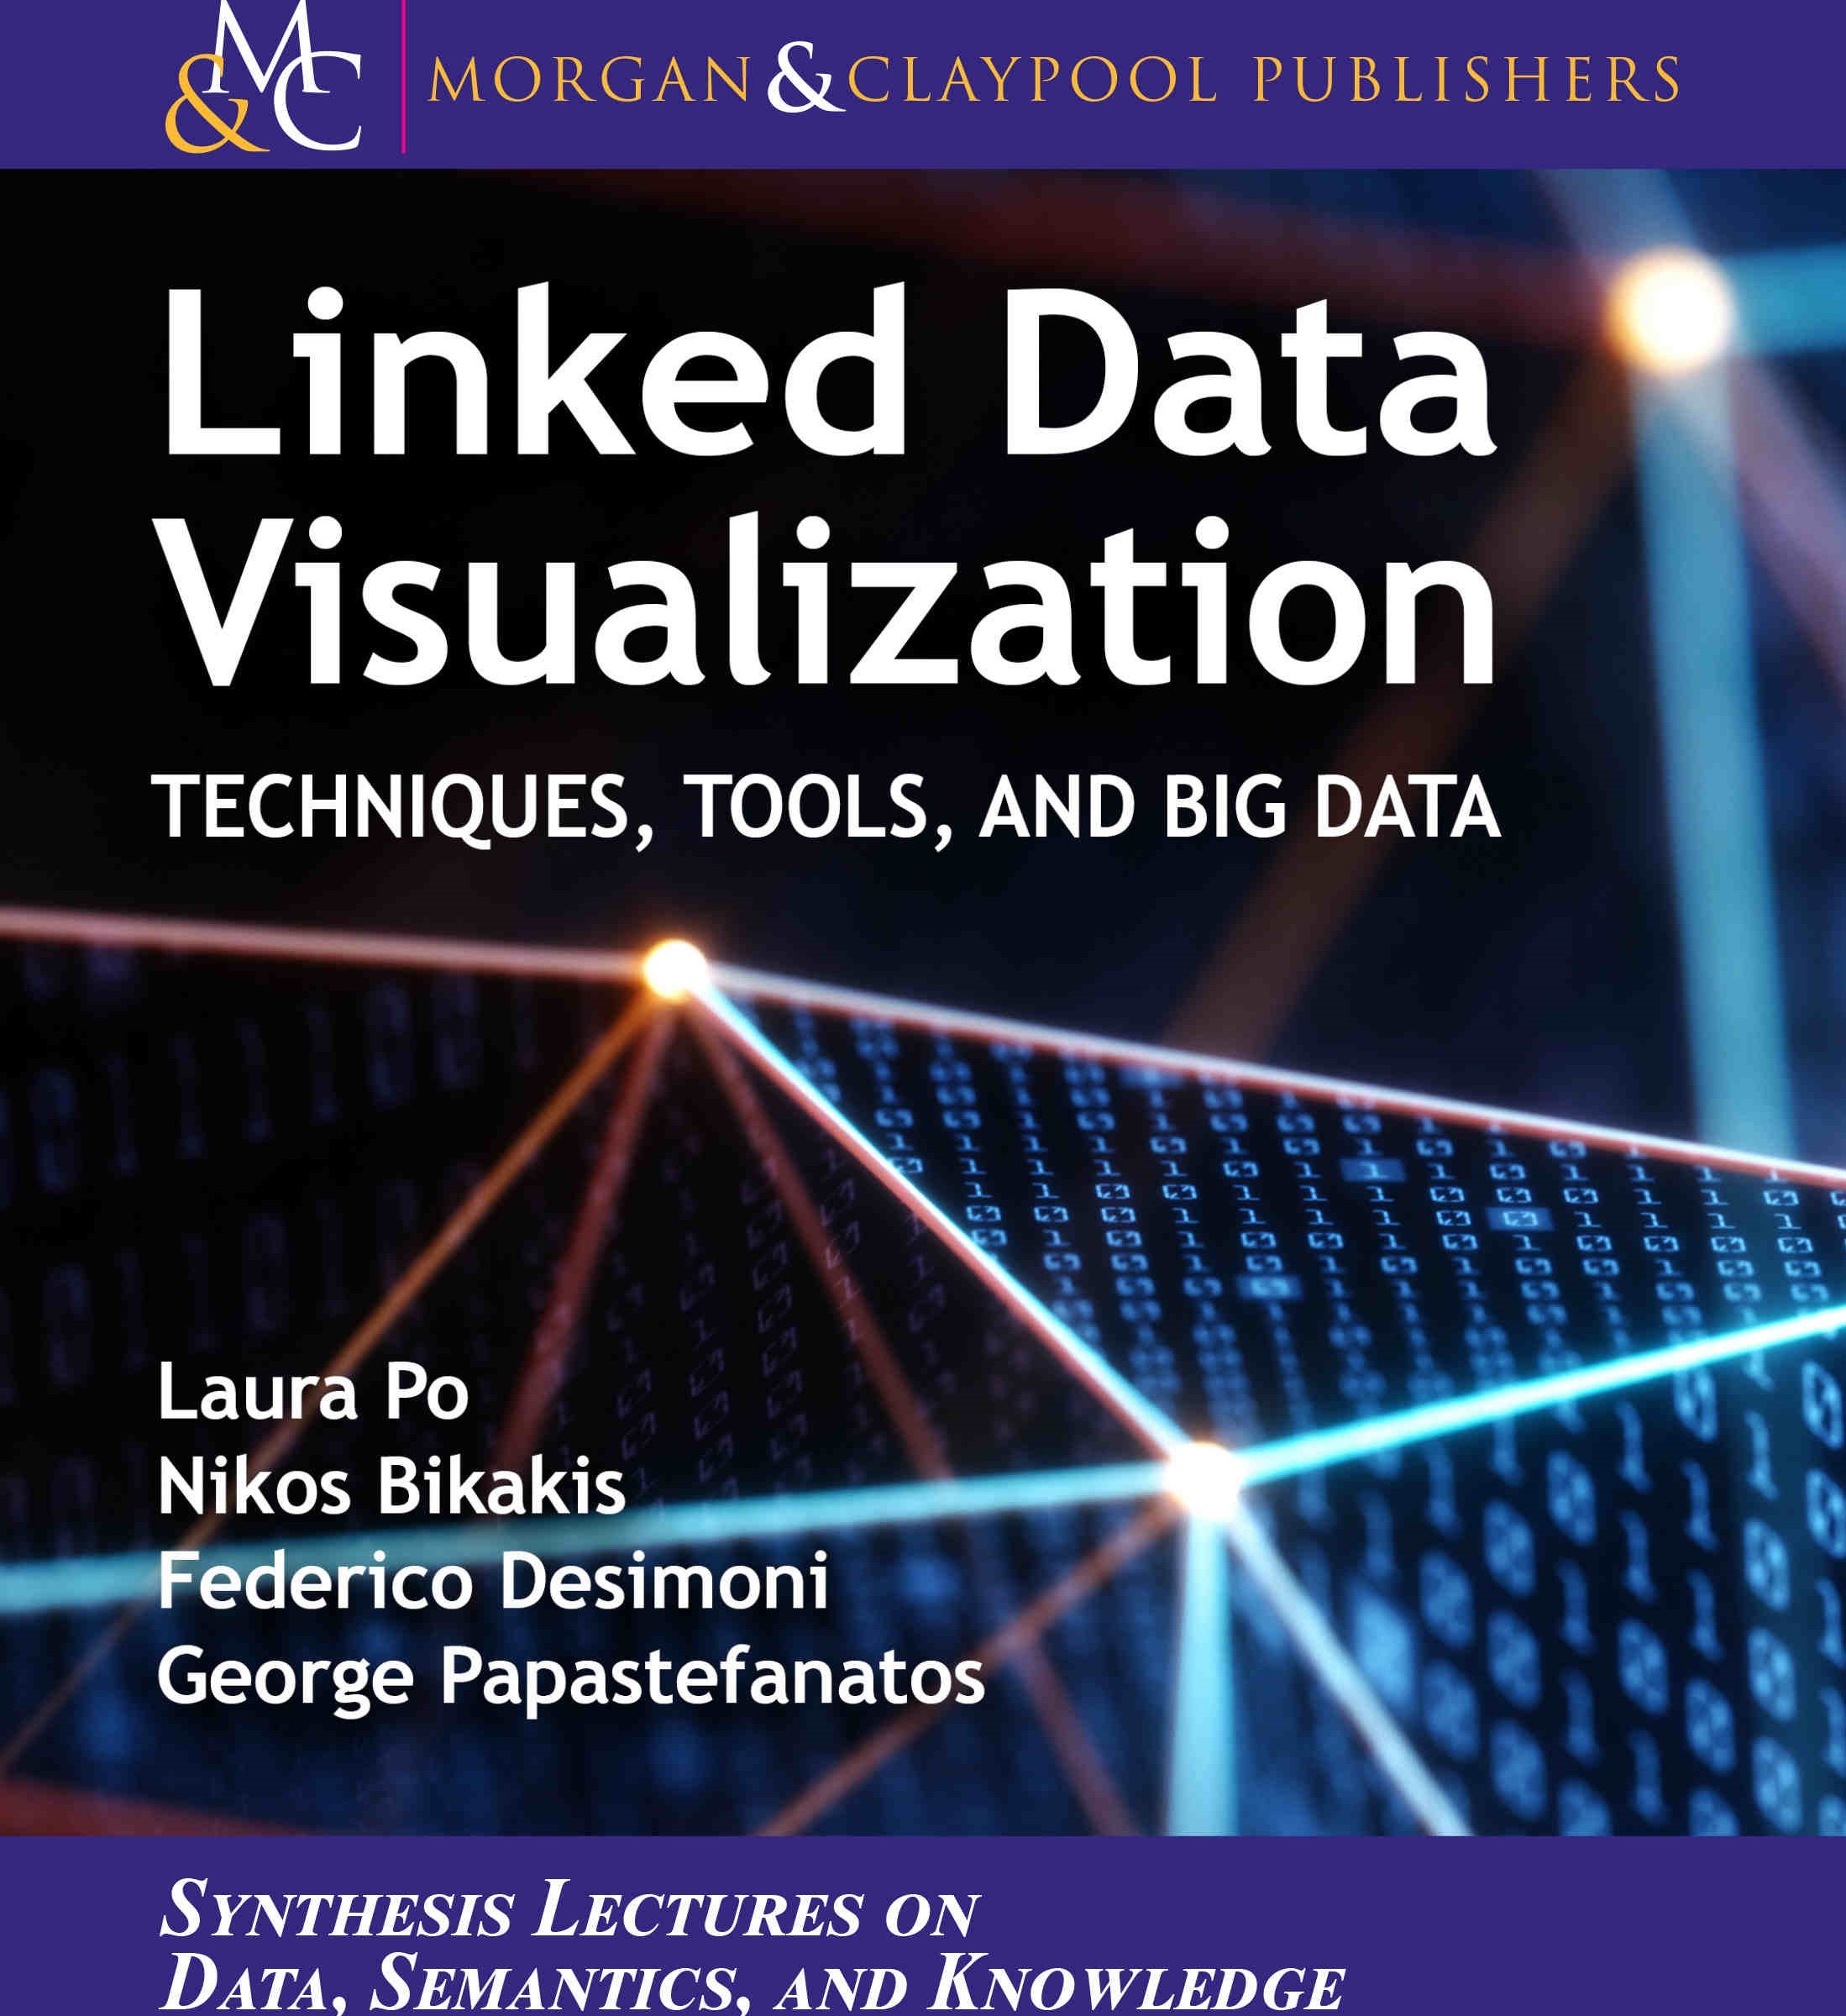 M&C
MORGAN & CLAYPOOL PUBLISHERS
Linked Data
Visualization
TECHNIQUES, TOOLS, AND BIG DATA
Laura Po
Nikos Bikakis
Federico Desimoni
George Papastefanatos
SYNTHESIS LECTURES ON
DATA, SEMANTICS, AND KNOWLEDGE